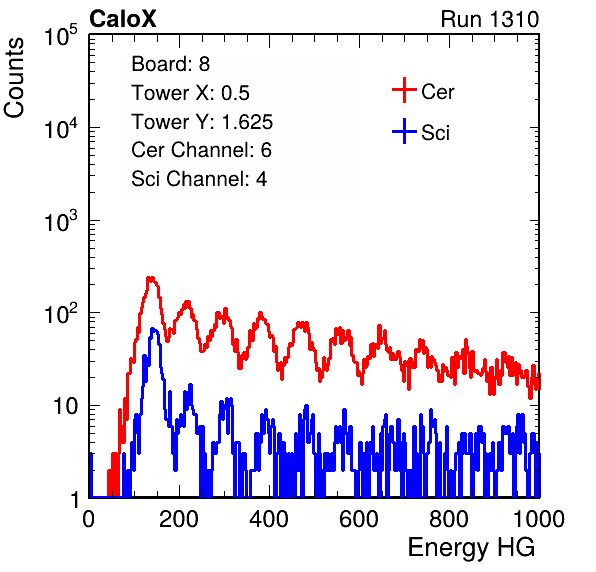 CaloX Run 1310
Counts
10^5
10^4
10^3
10^2
10
1
Board: 8
Tower X: 0.5
Tower Y: 1.625
Cer Channel: 6
Sci Channel: 4
Cer
Sci
0 200 400 600 800 1000
Energy HG